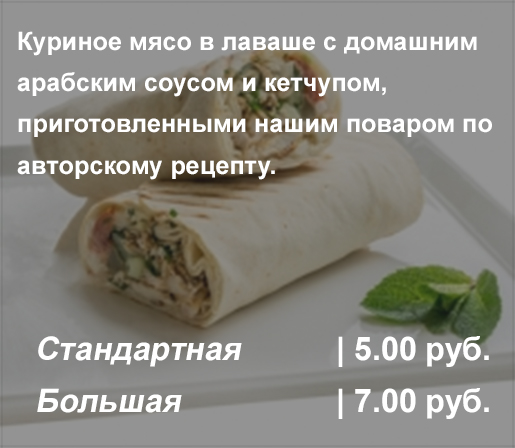 Куриное мясо в лаваше с домашним
арабским соусом и кетчупом,
приготовленными нашим поваром по
авторскому рецепту.
Стандартная | 5.00 руб.
Большая | 7.00 руб.